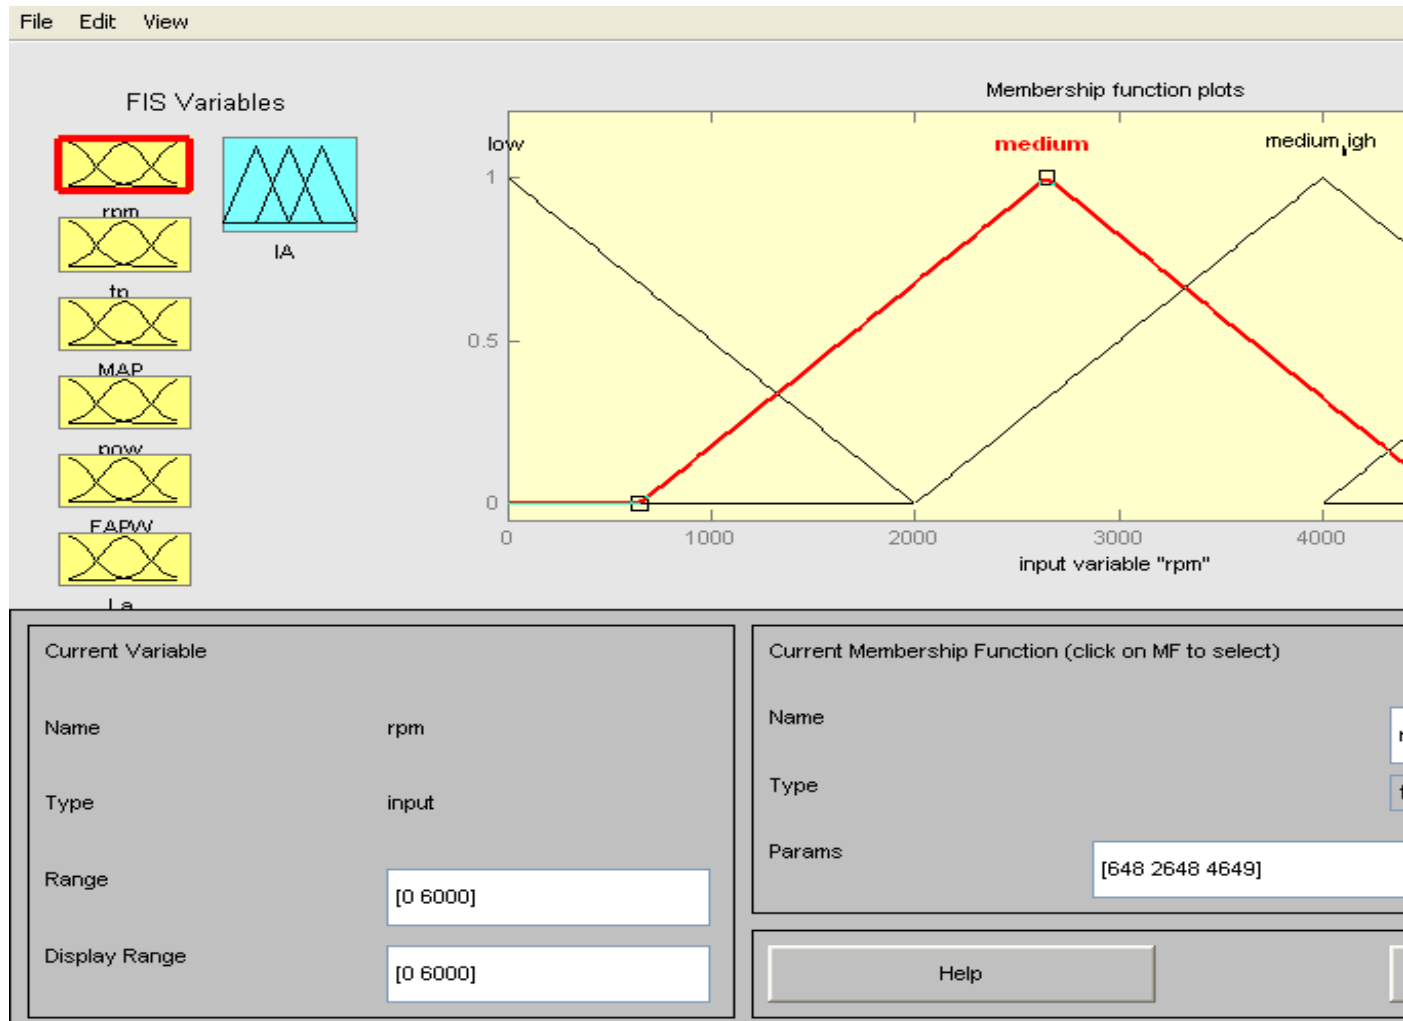 File Edit View
FIS Variables
rpm
tp
MAP
pow
EAPW
La
IA
Membership function plots
low
medium
medium_high
1
0.5
0
0 1000 2000 3000 4000
input variable "rpm"
Current Variable
Name rpm
Type input
Range [0 6000]
Display Range [0 6000]
Current Membership Function (click on MF to select)
Name
Type
Params [648 2648 4649]
Help